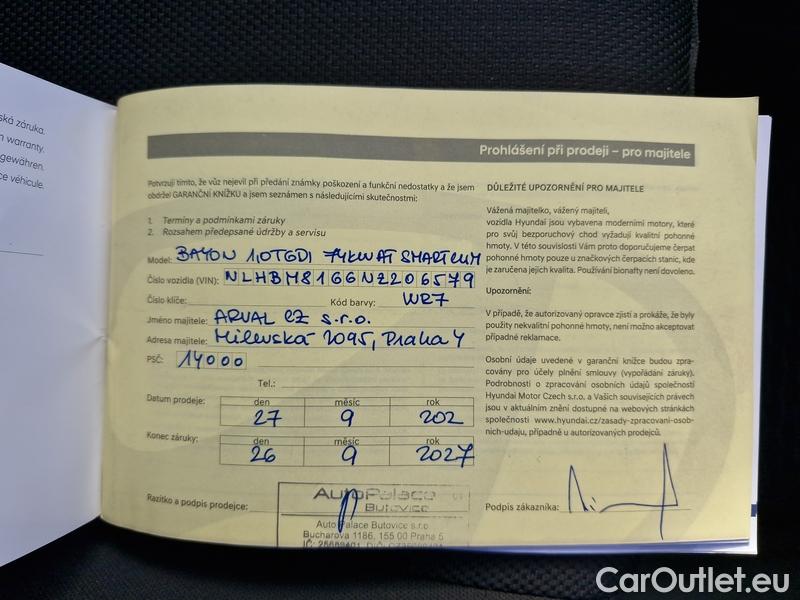 ská záruka.
n warranty.
gewähren.
ce véhicule.
Prohlášení při prodeji – pro majitele
Potvrzuji tímto, že vůz nejevil při předání známky poškození a funkční nedostatky a že jsem
obdržel GARANČNÍ KNÍŽKU a jsem seznámen s následujícími skutečnostmi:
1. Termíny a podmínkami záruky
2. Rozsahem předepsané údržby a servisu
Model: BAYON 1,0TGDI 74KW AT SMART
Číslo vozidla (VIN): NLHBM81GGNZ206579
Číslo klíče: Kód barvy: WR7
Jméno majitele: ARVAL CZ s.r.o.
Adresa majitele: Milevská 2095, Praha 4
PSČ: 14000
Tel.:
Datum prodeje: den měsíc rok
27 9 202
Konec záruky: den měsíc rok
26 9 2027
Razítko a podpis prodejce:
AutoPalace
Butovice
Auto Palace Butovice s.r.o.
Bucharova 1186, 155 00 Praha 5
DŮLEŽITÉ UPOZORNĚNÍ PRO MAJITELE
Vážená majitelko, vážený majiteli,
vozidla Hyundai jsou vybavena moderními motory, které
pro svůj bezporuchový chod vyžadují kvalitní pohonné
hmoty. V této souvislosti Vám proto doporučujeme čerpat
pohonné hmoty pouze u značkových čerpacích stanic, kde
je zaručena jejich kvalita. Používání bionafty není dovoleno.
Upozornění:
V případě, že autorizovaný opravce zjistí a prokáže, že byly
použity nekvalitní pohonné hmoty, není možno akceptovat
případné reklamace.
Osobní údaje uvedené v garanční knížce budou zpra-
covány pro účely plnění smlouvy (vypořádání záruky).
Podrobnosti o zpracování osobních údajů společností
Hyundai Motor Czech s.r.o. a Vašich souvisejících právech
jsou v aktuálním znění dostupné na webových stránkách
společnosti www.hyundai.cz/zasady-zpracovani-osob-
nich-udaju, případně u autorizovaných prodejců.
Podpis zákazníka:
CarOutlet.eu